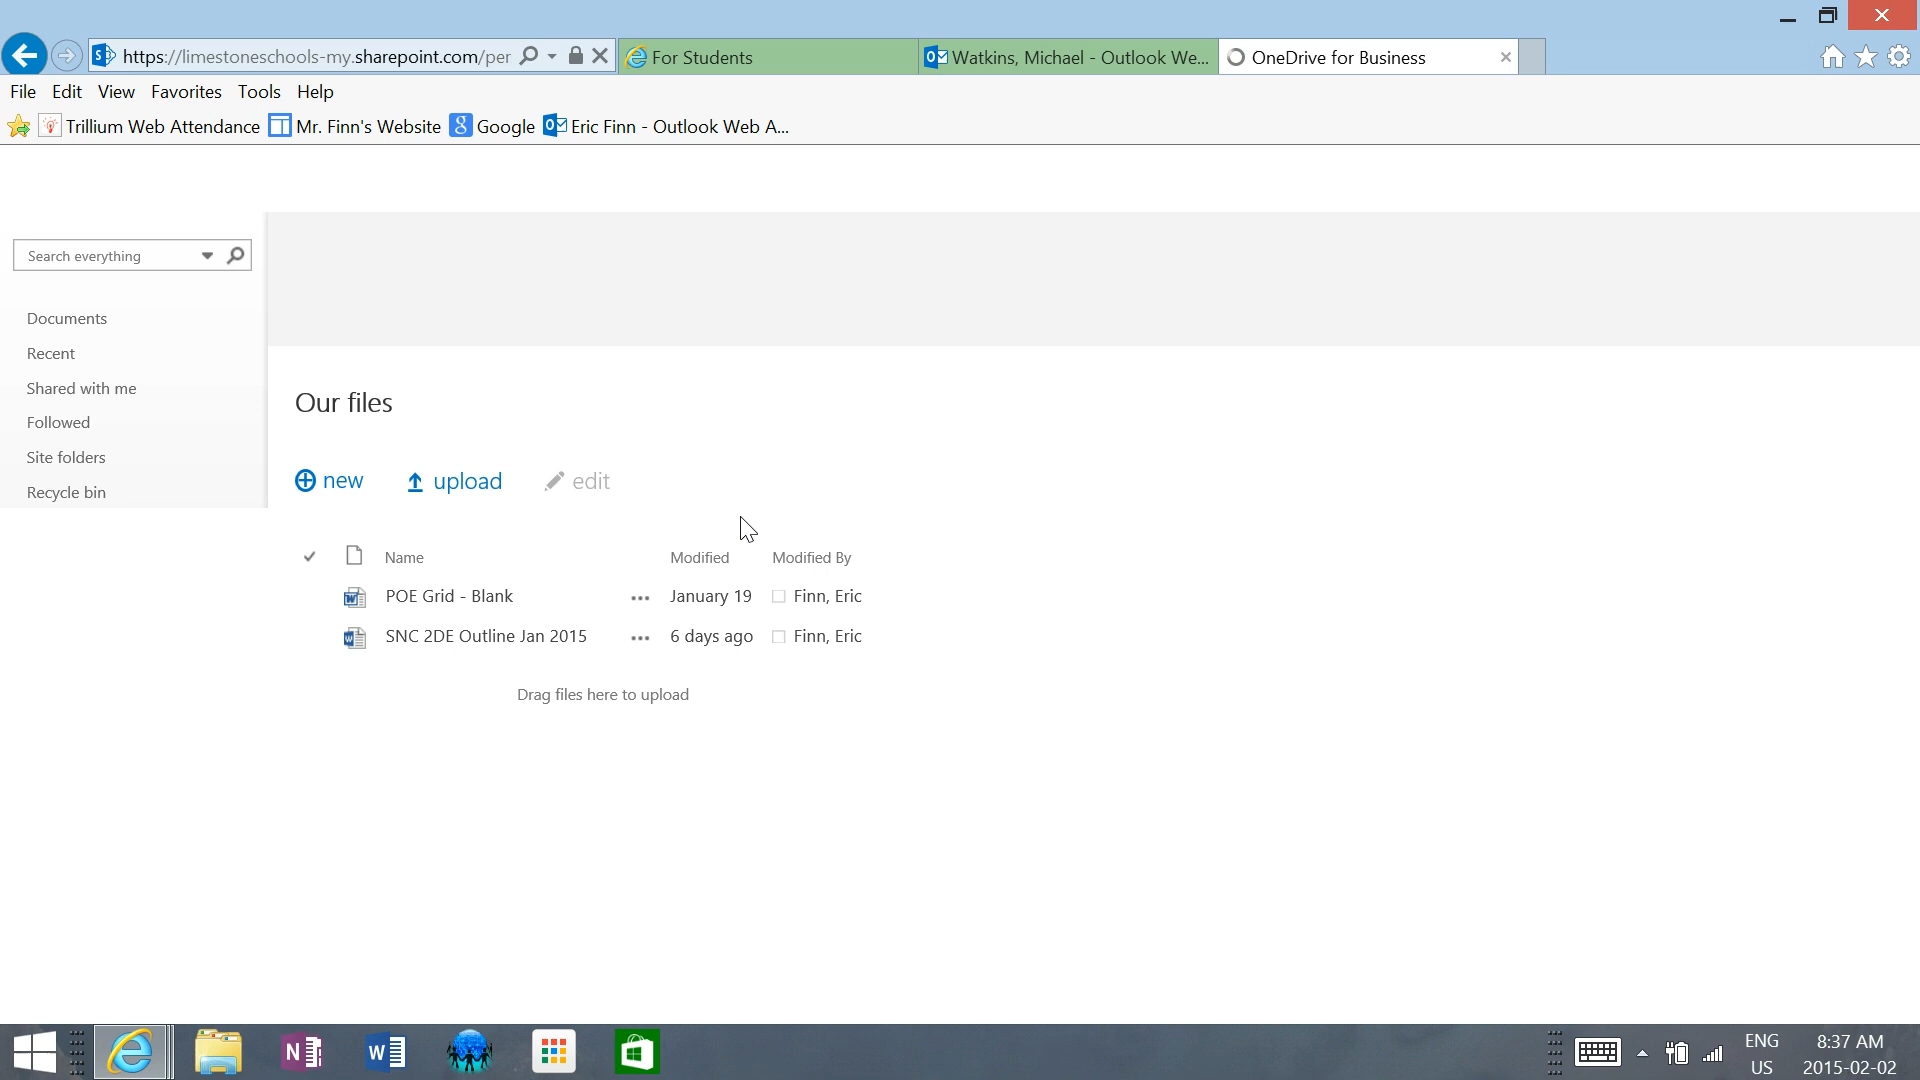 https://limestoneschools-my.sharepoint.com/per
For Students
Watkins, Michael - Outlook We...
OneDrive for Business
File Edit View Favorites Tools Help
Trillium Web Attendance Mr. Finn's Website Google Eric Finn - Outlook Web A...
Search everything
Documents
Recent
Shared with me
Followed
Site folders
Recycle bin
Our files
new upload edit
Name Modified Modified By
POE Grid - Blank ... January 19 Finn, Eric
SNC 2DE Outline Jan 2015 ... 6 days ago Finn, Eric
Drag files here to upload
ENG
US
8:37 AM
2015-02-02